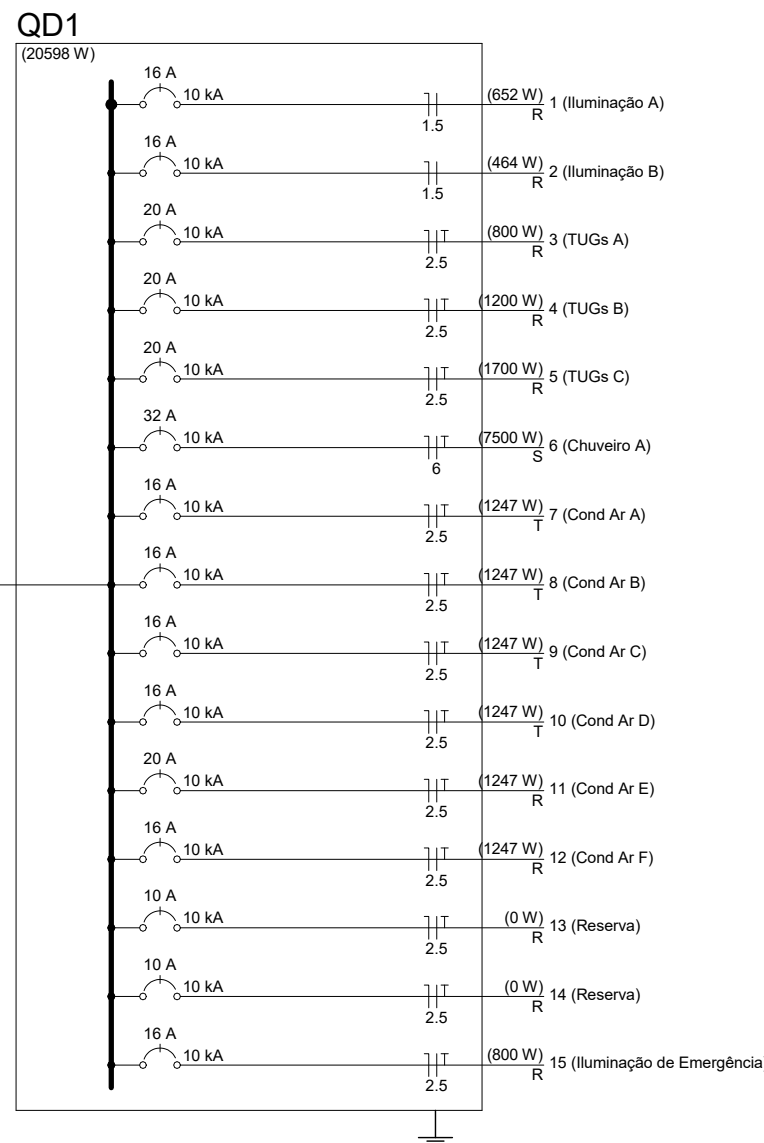 QD1
(20598 W)
16 A
10 kA
1.5
(652 W)
R
1 (Iluminação A)
16 A
10 kA
1.5
(464 W)
R
2 (Iluminação B)
20 A
10 kA
T
2.5
(800 W)
R
3 (TUGs A)
20 A
10 kA
T
2.5
(1200 W)
R
4 (TUGs B)
20 A
10 kA
T
2.5
(1700 W)
R
5 (TUGs C)
32 A
10 kA
T
6
(7500 W)
S
6 (Chuveiro A)
16 A
10 kA
T
2.5
(1247 W)
T
7 (Cond Ar A)
16 A
10 kA
T
2.5
(1247 W)
T
8 (Cond Ar B)
16 A
10 kA
T
2.5
(1247 W)
T
9 (Cond Ar C)
16 A
10 kA
T
2.5
(1247 W)
T
10 (Cond Ar D)
20 A
10 kA
T
2.5
(1247 W)
R
11 (Cond Ar E)
16 A
10 kA
T
2.5
(1247 W)
R
12 (Cond Ar F)
10 A
10 kA
T
2.5
(0 W)
R
13 (Reserva)
10 A
10 kA
T
2.5
(0 W)
R
14 (Reserva)
16 A
10 kA
T
2.5
(800 W)
R
15 (Iluminação de Emergência